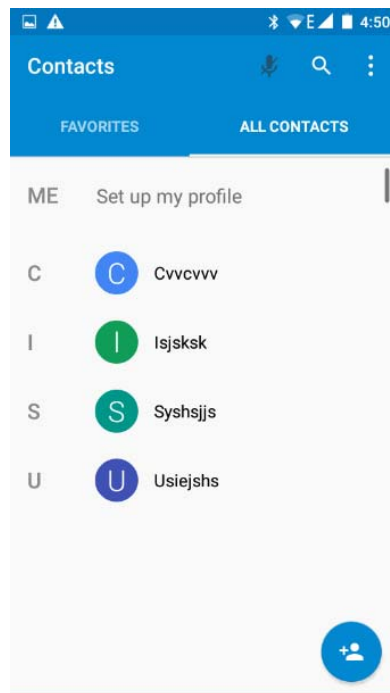 E 4:50
Contacts
FAVORITES ALL CONTACTS
ME Set up my profile
C C Cvvcvvv
I I Isjsksk
S S Syshsjjs
U U Usiejshs